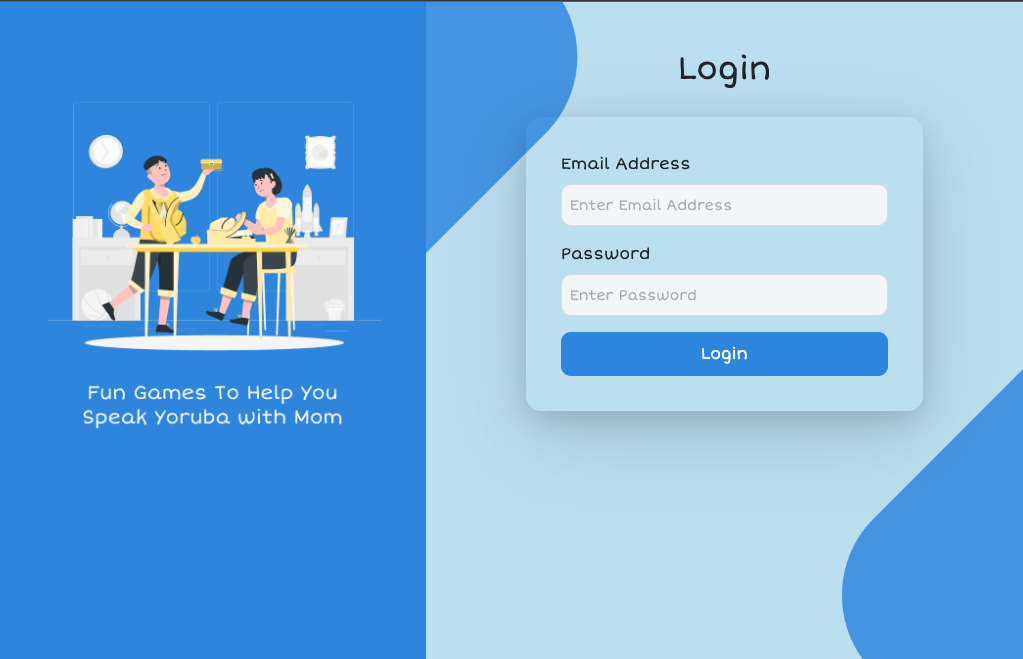 Fun Games To Help You
Speak Yoruba with Mom
Login
Email Address
Enter Email Address
Password
Enter Password
Login